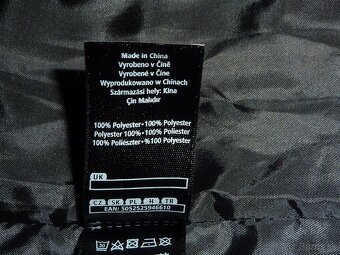 Made in China
Vyrobeno v Číně
Vyrobené v Číne
Wyprodukowano w Chinach
Származási hely: Kína
Çin Malıdır
100% Polyester • 100% Polyester
Polyester 100% • 100% Poliester
100% Poliészter • %100 Polyester
UK
CZ SK PL H TR
EAN: 5052525946610